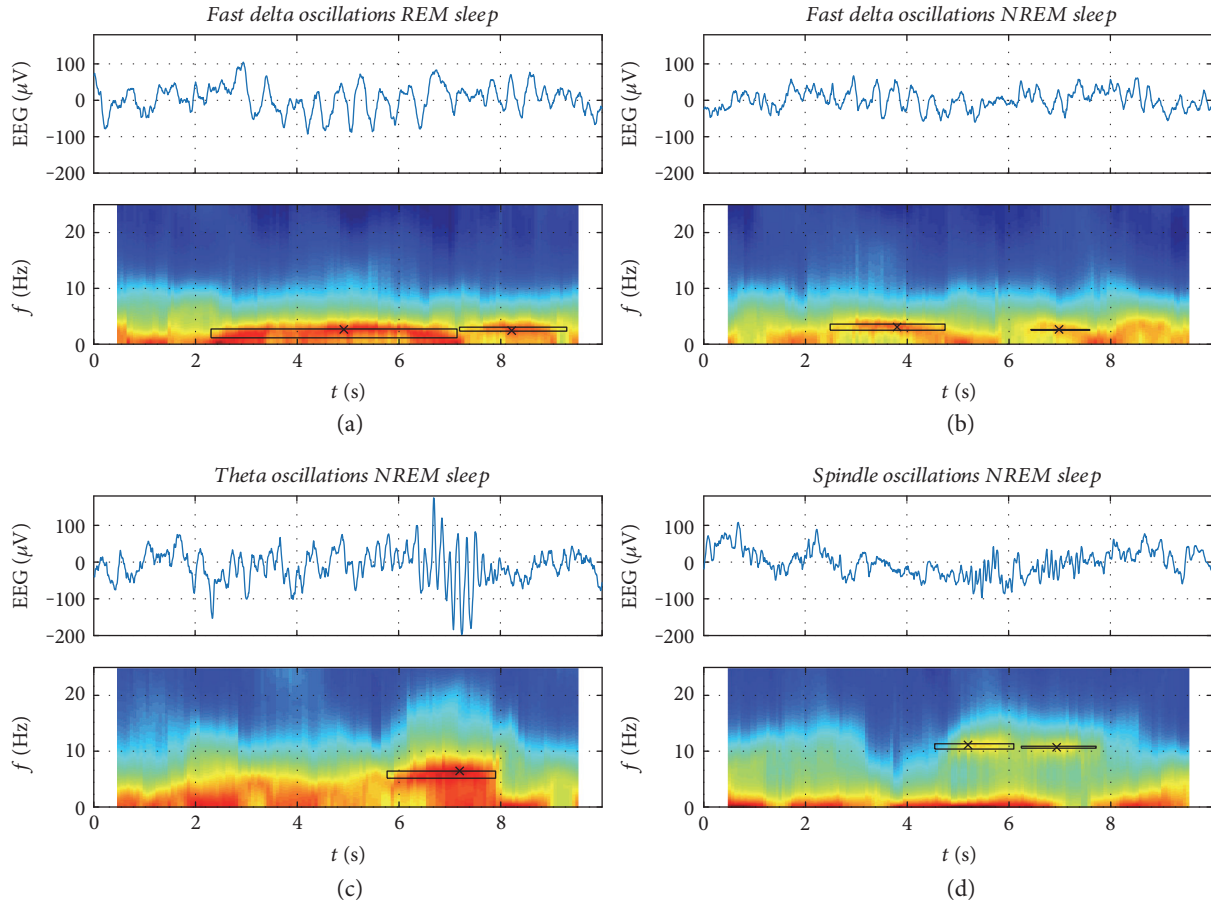 Fast delta oscillations REM sleep
100
0
−100
−200
EEG (μV)
20
10
0
f (Hz)
0 2 4 6 8
t (s)
(a)
Fast delta oscillations NREM sleep
100
0
−100
−200
EEG (μV)
20
10
0
f (Hz)
0 2 4 6 8
t (s)
(b)
Theta oscillations NREM sleep
100
0
−100
−200
EEG (μV)
20
10
0
f (Hz)
0 2 4 6 8
t (s)
(c)
Spindle oscillations NREM sleep
100
0
−100
−200
EEG (μV)
20
10
0
f (Hz)
0 2 4 6 8
t (s)
(d)